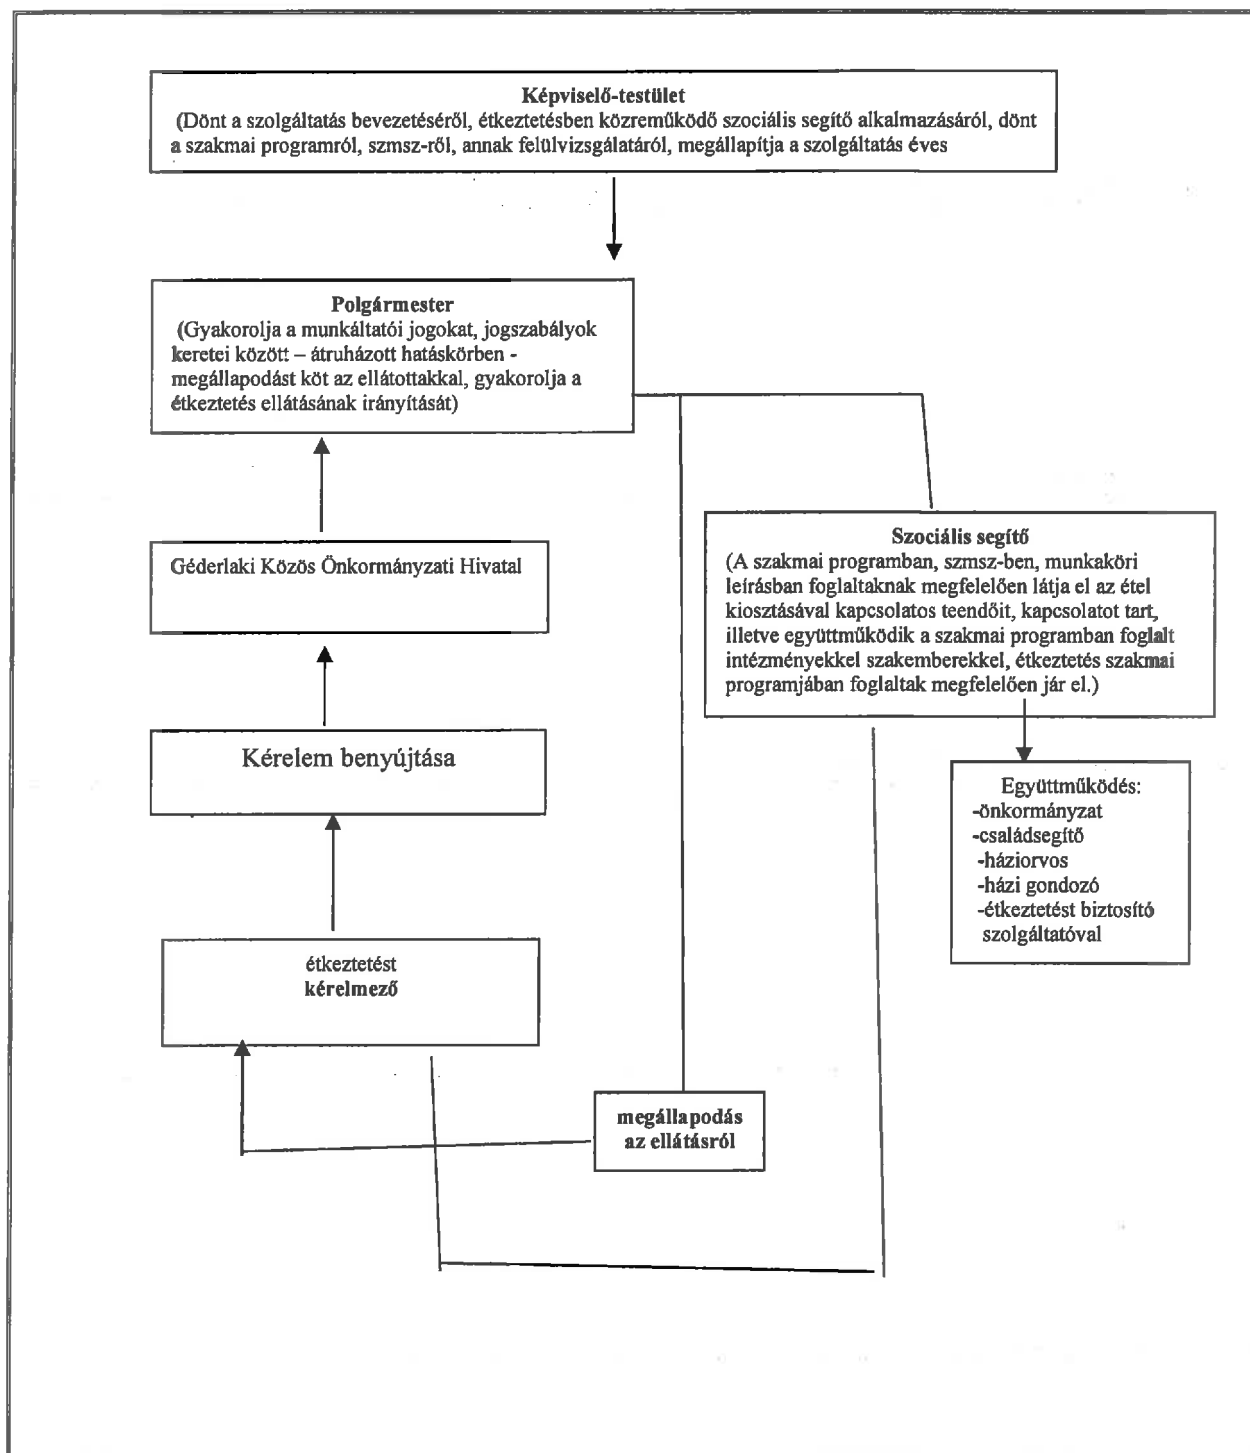 Képviselő-testület
(Dönt a szolgáltatás bevezetéséről, étkeztetésben közreműködő szociális segítő alkalmazásáról, dönt
a szakmai programról, szmsz-ről, annak felülvizsgálatáról, megállapítja a szolgáltatás éves
Polgármester
(Gyakorolja a munkáltatói jogokat, jogszabályok
keretei között – átruházott hatáskörben -
megállapodást köt az ellátottakkal, gyakorolja a
étkeztetés ellátásának irányítását)
Géderlaki Közös Önkormányzati Hivatal
Szociális segítő
(A szakmai programban, szmsz-ben, munkaköri
leírásban foglaltaknak megfelelően látja el az étel
kiosztásával kapcsolatos teendőit, kapcsolatot tart,
illetve együttműködik a szakmai programban foglalt
intézményekkel szakemberekkel, étkeztetés szakmai
programjában foglaltak megfelelően jár el.)
Kérelem benyújtása
Együttműködés:
-önkormányzat
-családsegítő
-háziorvos
-házi gondozó
-étkeztetést biztosító
szolgáltatóval
étkeztetést
kérelmező
megállapodás
az ellátásról